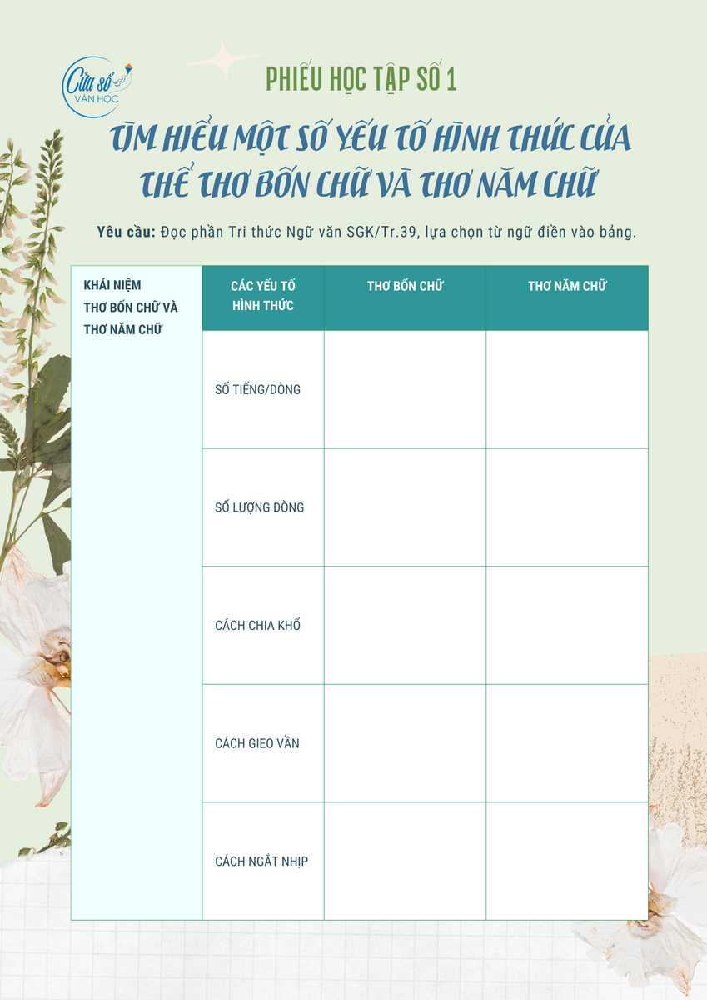 Cửa sổ
VĂN HỌC
PHIẾU HỌC TẬP SỐ 1
TÌM HIỂU MỘT SỐ YẾU TỐ HÌNH THỨC CỦA
THỂ THƠ BỐN CHỮ VÀ THƠ NĂM CHỮ
Yêu cầu: Đọc phần Tri thức Ngữ văn SGK/Tr.39, lựa chọn từ ngữ điền vào bảng.
KHÁI NIỆM
THƠ BỐN CHỮ VÀ
THƠ NĂM CHỮ
CÁC YẾU TỐ
HÌNH THỨC
THƠ BỐN CHỮ
THƠ NĂM CHỮ
SỐ TIẾNG/DÒNG
SỐ LƯỢNG DÒNG
CÁCH CHIA KHỔ
CÁCH GIEO VẦN
CÁCH NGẮT NHỊP